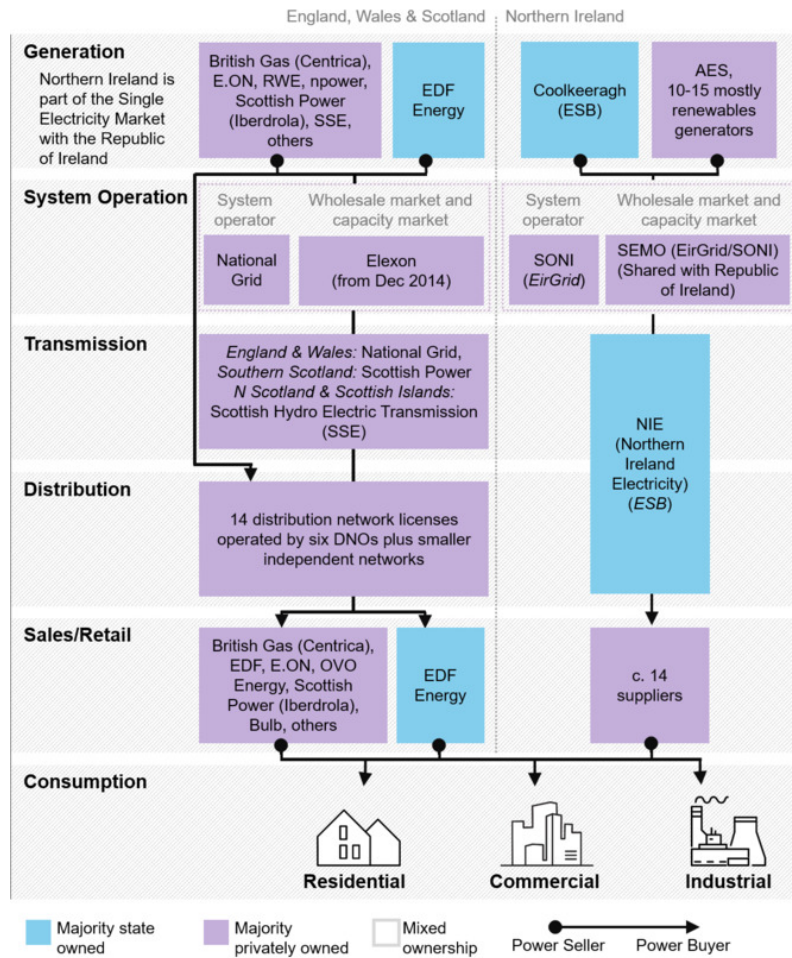 England, Wales & Scotland
Northern Ireland
Generation
Northern Ireland is
part of the Single
Electricity Market
with the Republic
of Ireland
British Gas (Centrica),
E.ON, RWE, npower,
Scottish Power
(Iberdrola), SSE,
others
EDF
Energy
Coolkeeragh
(ESB)
AES,
10-15 mostly
renewables
generators
System Operation
System
operator
Wholesale market and
capacity market
System
operator
Wholesale market and
capacity market
National
Grid
Elexon
(from Dec 2014)
SONI
(EirGrid)
SEMO (EirGrid/SONI)
(Shared with Republic
of Ireland)
Transmission
England & Wales: National Grid,
Southern Scotland: Scottish Power
N Scotland & Scottish Islands:
Scottish Hydro Electric Transmission
(SSE)
NIE
(Northern
Ireland
Electricity)
(ESB)
Distribution
14 distribution network licenses
operated by six DNOs plus smaller
independent networks
Sales/Retail
British Gas (Centrica),
EDF, E.ON, OVO
Energy, Scottish
Power (Iberdrola),
Bulb, others
EDF
Energy
c. 14
suppliers
Consumption
Residential
Commercial
Industrial
Majority state
owned
Majority
privately owned
Mixed
ownership
Power Seller
Power Buyer